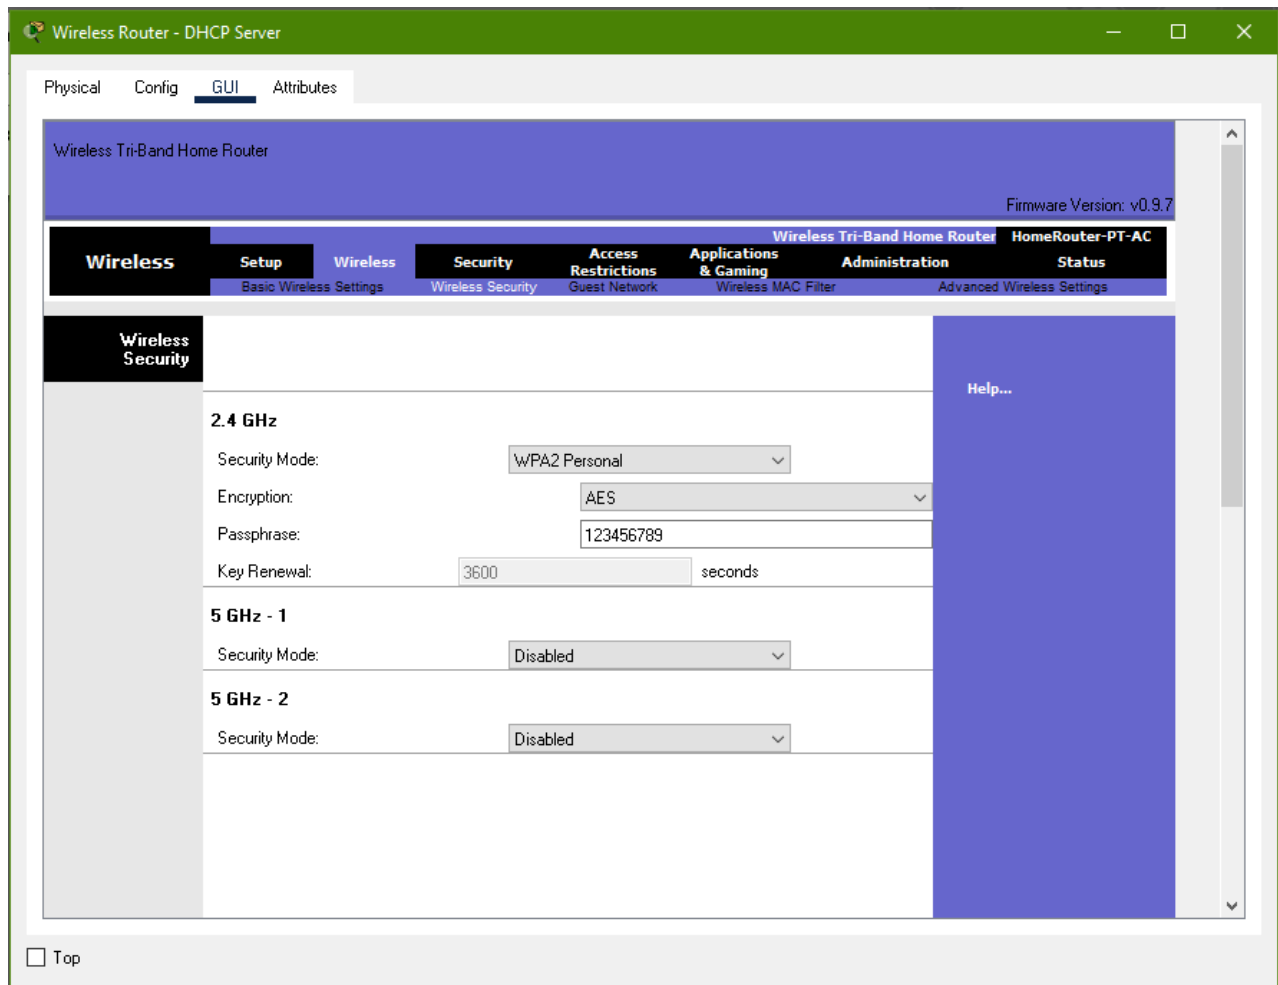 Wireless Router - DHCP Server
Physical Config GUI Attributes
Wireless Tri-Band Home Router
Firmware Version: v0.9.7
Wireless Tri-Band Home Router HomeRouter-PT-AC
Wireless Setup Wireless Security Access Restrictions Applications & Gaming Administration Status
Basic Wireless Settings Wireless Security Guest Network Wireless MAC Filter Advanced Wireless Settings
Wireless
Security
Help...
2.4 GHz
Security Mode: WPA2 Personal
Encryption: AES
Passphrase: 123456789
Key Renewal: 3600 seconds
5 GHz - 1
Security Mode: Disabled
5 GHz - 2
Security Mode: Disabled
Top